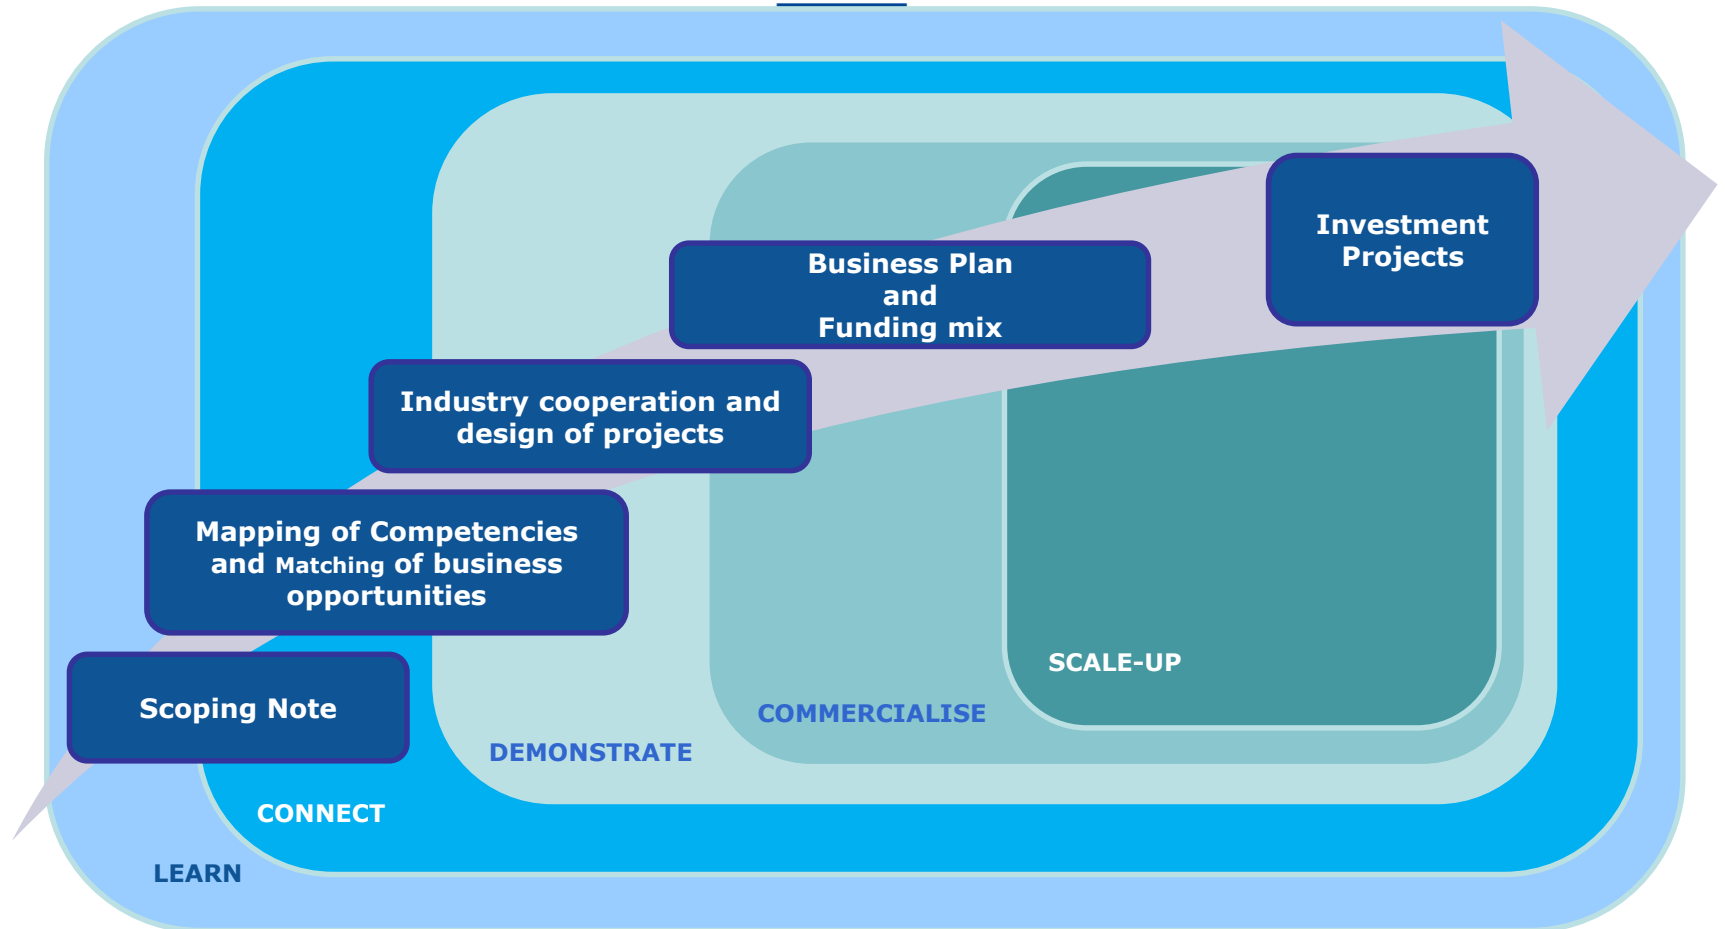 Investment
Projects
Business Plan
and
Funding mix
Industry cooperation and
design of projects
Mapping of Competencies
and Matching of business
opportunities
Scoping Note
SCALE-UP
COMMERCIALISE
DEMONSTRATE
CONNECT
LEARN